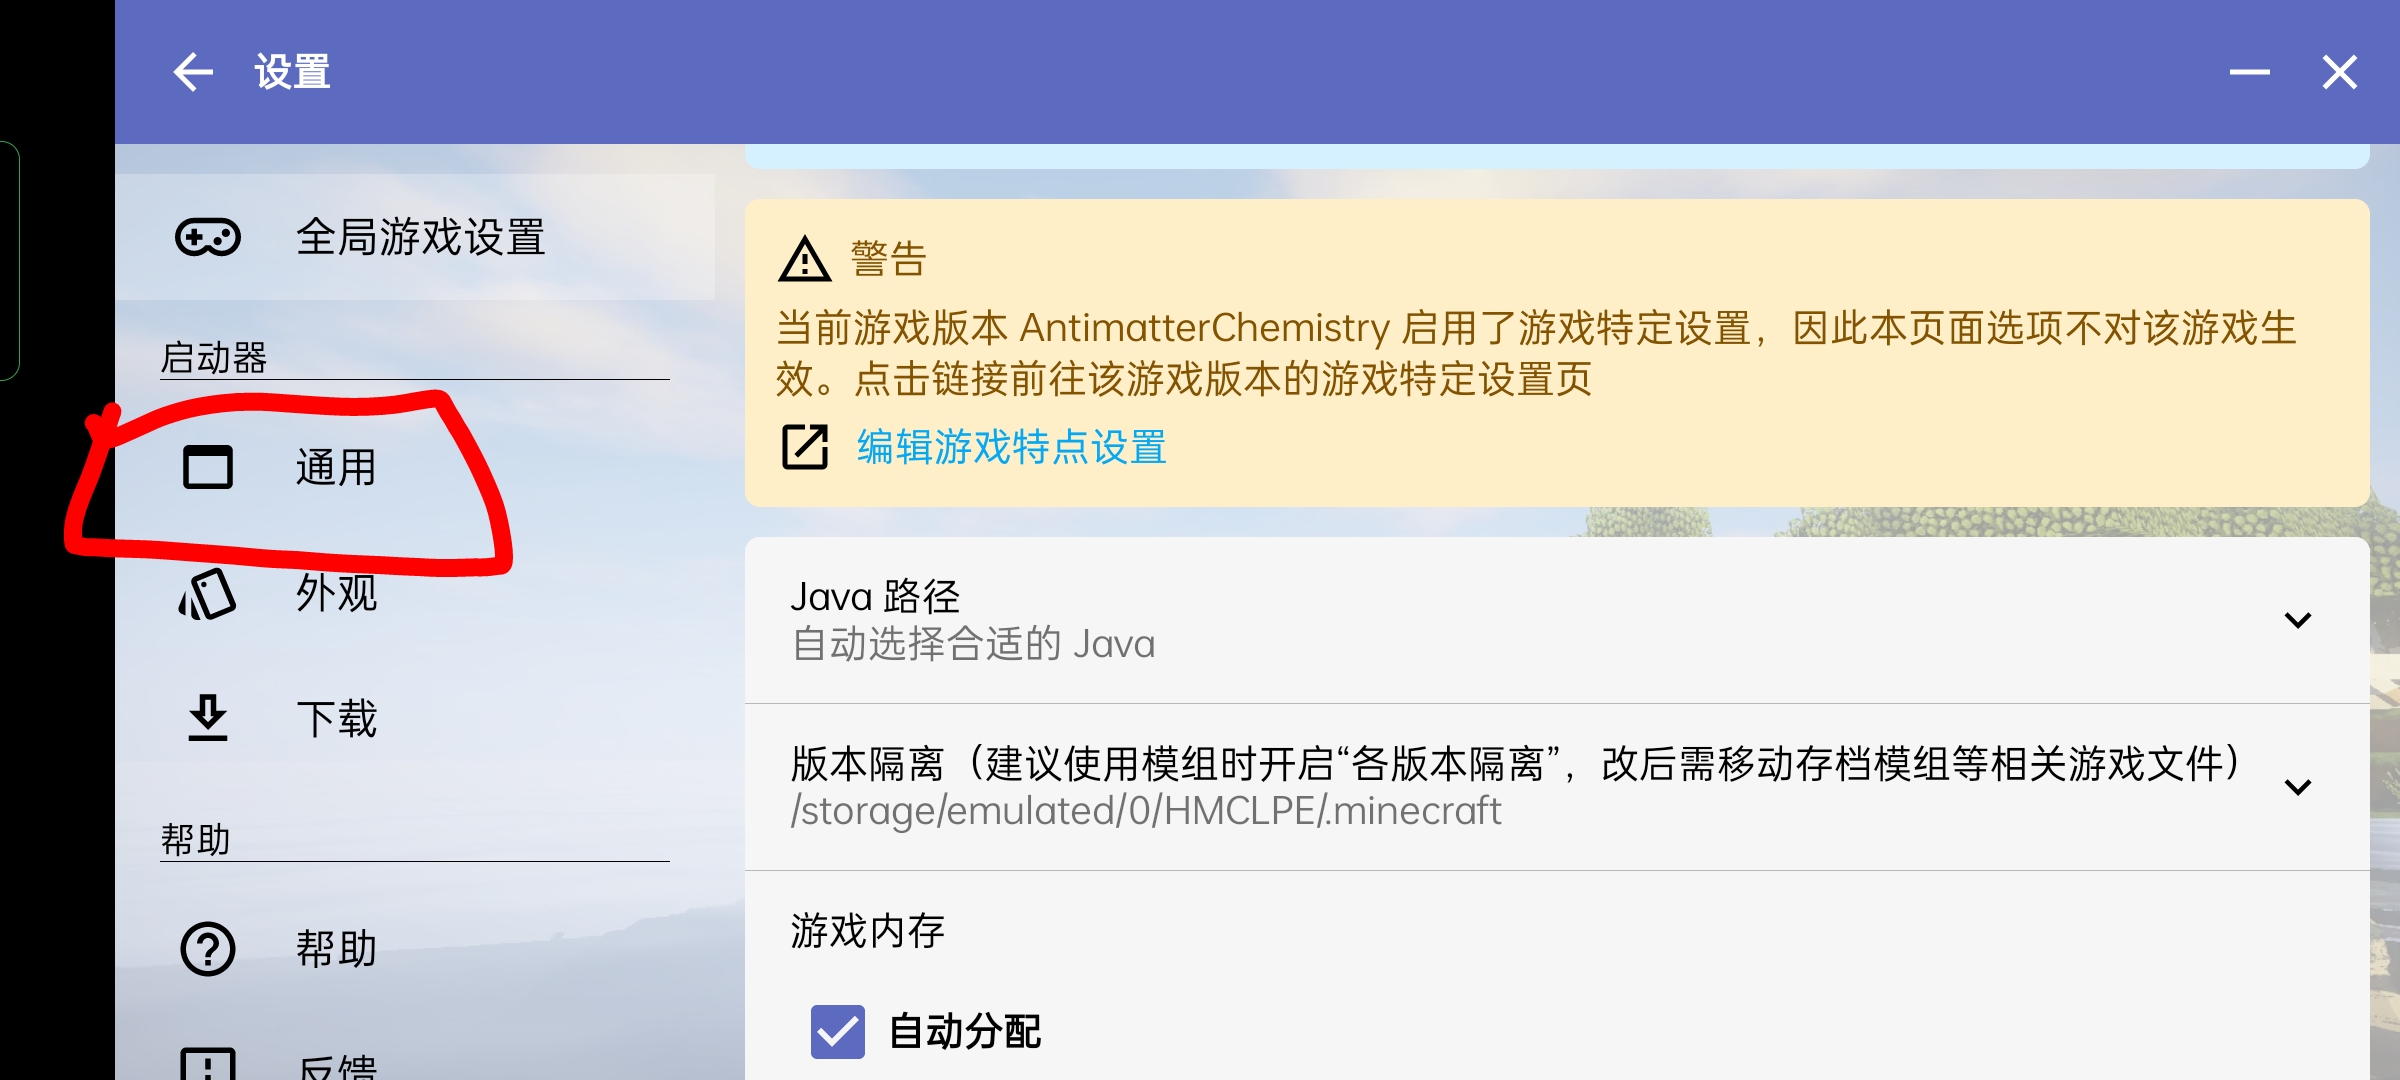 设置
全局游戏设置
启动器
通用
外观
下载
帮助
帮助
反馈
警告
当前游戏版本 AntimatterChemistry 启用了游戏特定设置，因此本页面选项不对该游戏生
效。点击链接前往该游戏版本的游戏特定设置页
编辑游戏特点设置
Java 路径
自动选择合适的 Java
版本隔离（建议使用模组时开启“各版本隔离”，改后需移动存档模组等相关游戏文件）
/storage/emulated/0/HMCLPE/.minecraft
游戏内存
自动分配